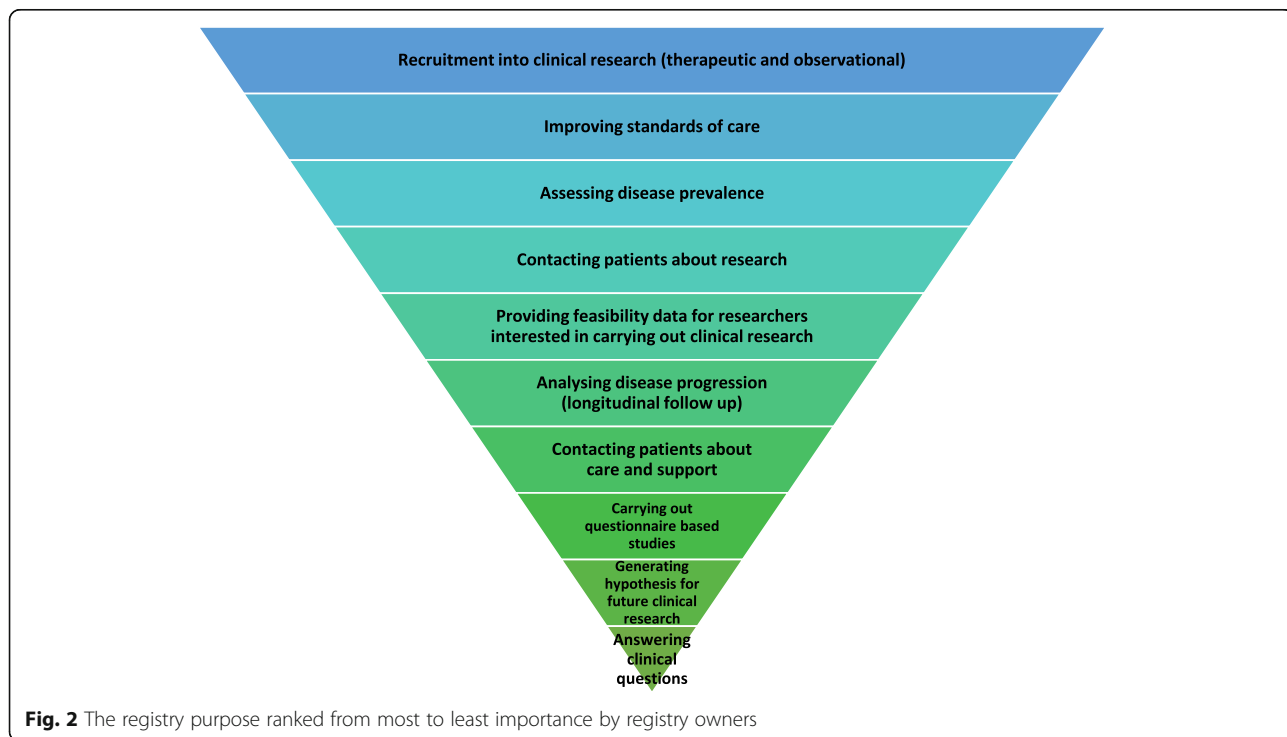 Recruitment into clinical research (therapeutic and observational)
Improving standards of care
Assessing disease prevalence
Contacting patients about research
Providing feasibility data for researchers
interested in carrying out clinical research
Analysing disease progression
(longitudinal follow up)
Contacting patients about
care and support
Carrying out
questionnaire based
studies
Generating
hypothesis for
future clinical
research
Answering
clinical
questions
Fig. 2 The registry purpose ranked from most to least importance by registry owners